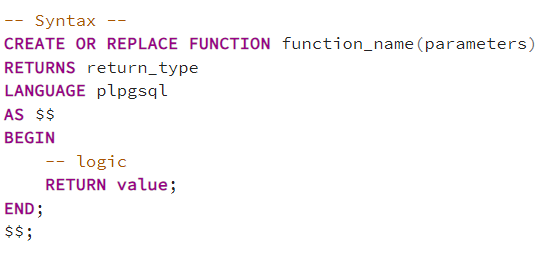 -- Syntax --
CREATE OR REPLACE FUNCTION function_name(parameters)
RETURNS return_type
LANGUAGE plpgsql
AS $$
BEGIN
    -- logic
    RETURN value;
END;
$$;